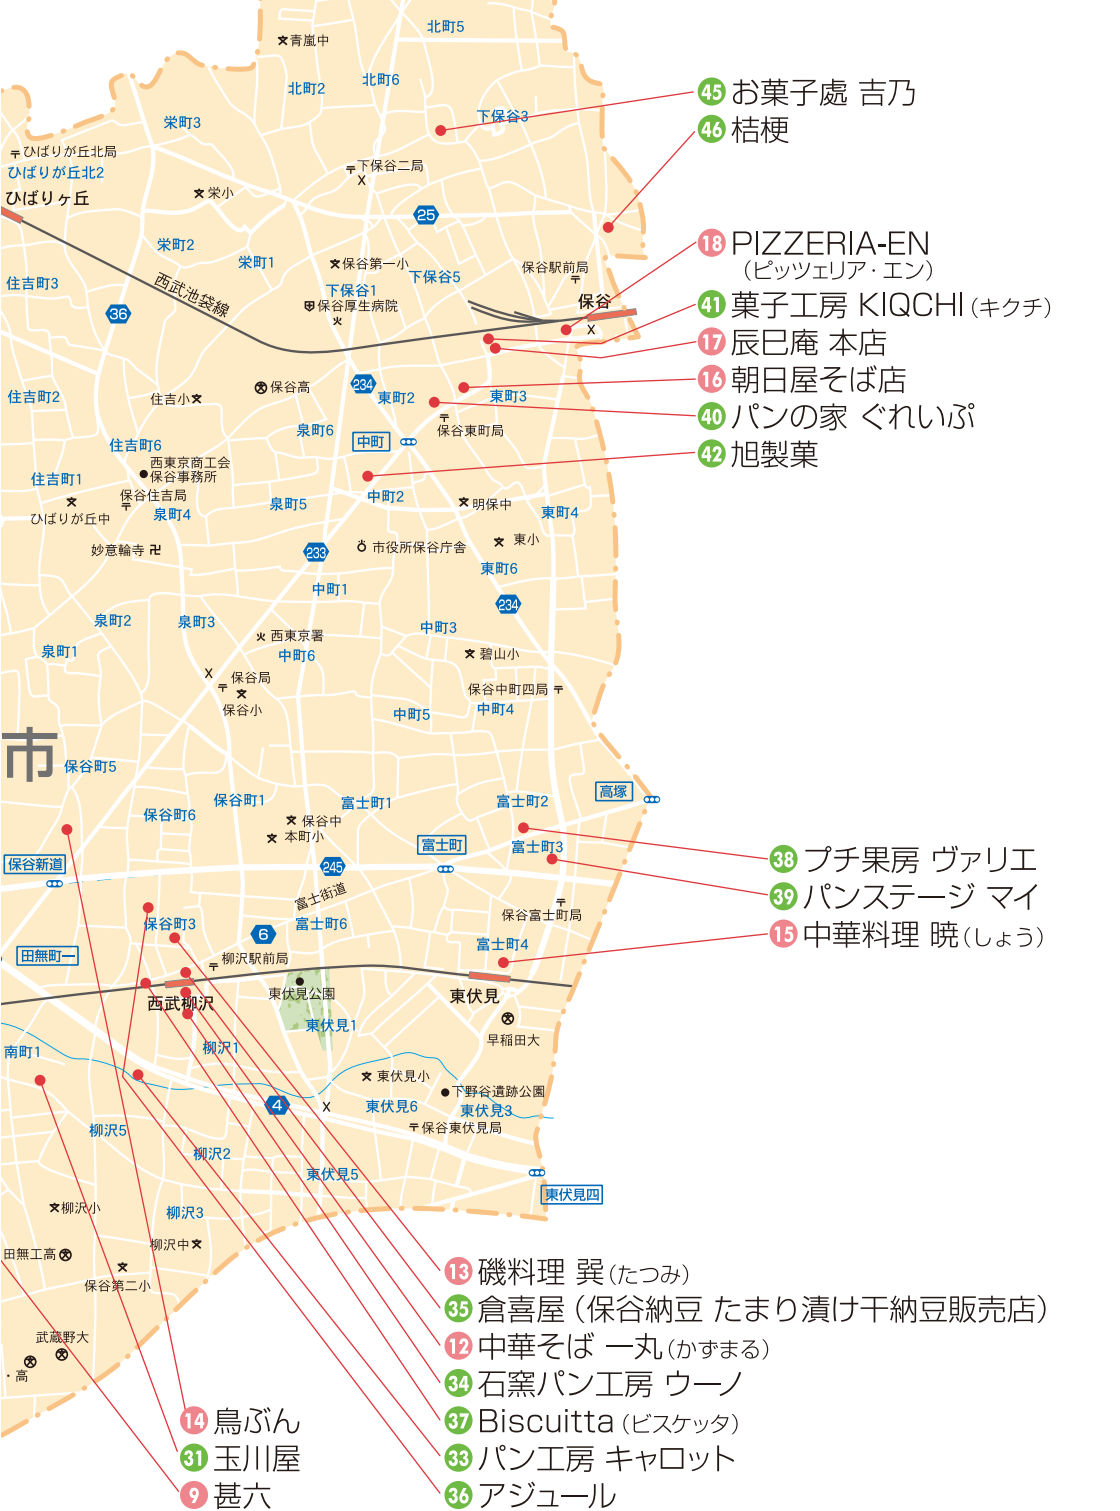 北町5
青嵐中
北町6
北町2
45 お菓子處 吉乃
下保谷3
栄町3
46 桔梗
ひばりが丘北局
下保谷二局
ひばりが丘北2
ひばりヶ丘
栄小
25
栄町2
18 PIZZERIA-EN
(ピッツェリア・エン)
栄町1
保谷第一小
保谷駅前局
下保谷5
住吉町3
西武池袋線
下保谷1
保谷厚生病院
保谷
41 菓子工房 KIQCHI(キクチ)
36
17 辰巳庵 本店
16 朝日屋そば店
234
保谷高
住吉町2
住吉小
東町2
東町3
40 パンの家 ぐれいぷ
泉町6
保谷東町局
中町
住吉町6
42 旭製菓
西東京商工会
保谷事務所
住吉町1
保谷住吉局
中町2
泉町5
明保中
東町4
ひばりが丘中
泉町4
妙意輪寺
233
市役所保谷庁舎
東小
東町6
中町1
234
泉町2
泉町3
中町3
西東京署
泉町1
中町6
碧山小
保谷局
保谷中町四局
保谷小
中町5
中町4
市
保谷町5
高塚
保谷町1
富士町1
富士町2
保谷町6
保谷中
本町小
富士町
富士町3
38 プチ果房 ヴァリエ
保谷新道
245
39 パンステージ マイ
富士街道
保谷町3
富士町6
保谷富士町局
6
富士町4
15 中華料理 暁(しょう)
田無町一
柳沢駅前局
東伏見公園
東伏見
西武柳沢
東伏見1
早稲田大
南町1
柳沢1
東伏見小
下野谷遺跡公園
4
東伏見6
東伏見3
柳沢5
保谷東伏見局
柳沢2
東伏見5
東伏見四
柳沢小
柳沢3
柳沢中
田無工高
保谷第二小
13 磯料理 巽(たつみ)
35 倉喜屋(保谷納豆 たまり漬け干納豆販売店)
武蔵野大
12 中華そば 一丸(かずまる)
・高
34 石窯パン工房 ウーノ
14 鳥ぶん
37 Biscuitta(ビスケッタ)
31 玉川屋
33 パン工房 キャロット
9 甚六
36 アジュール